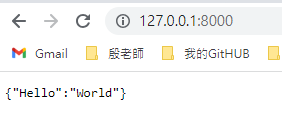 127.0.0.1:8000
Gmail 殷老師 我的GitHUB
{"Hello":"World"}